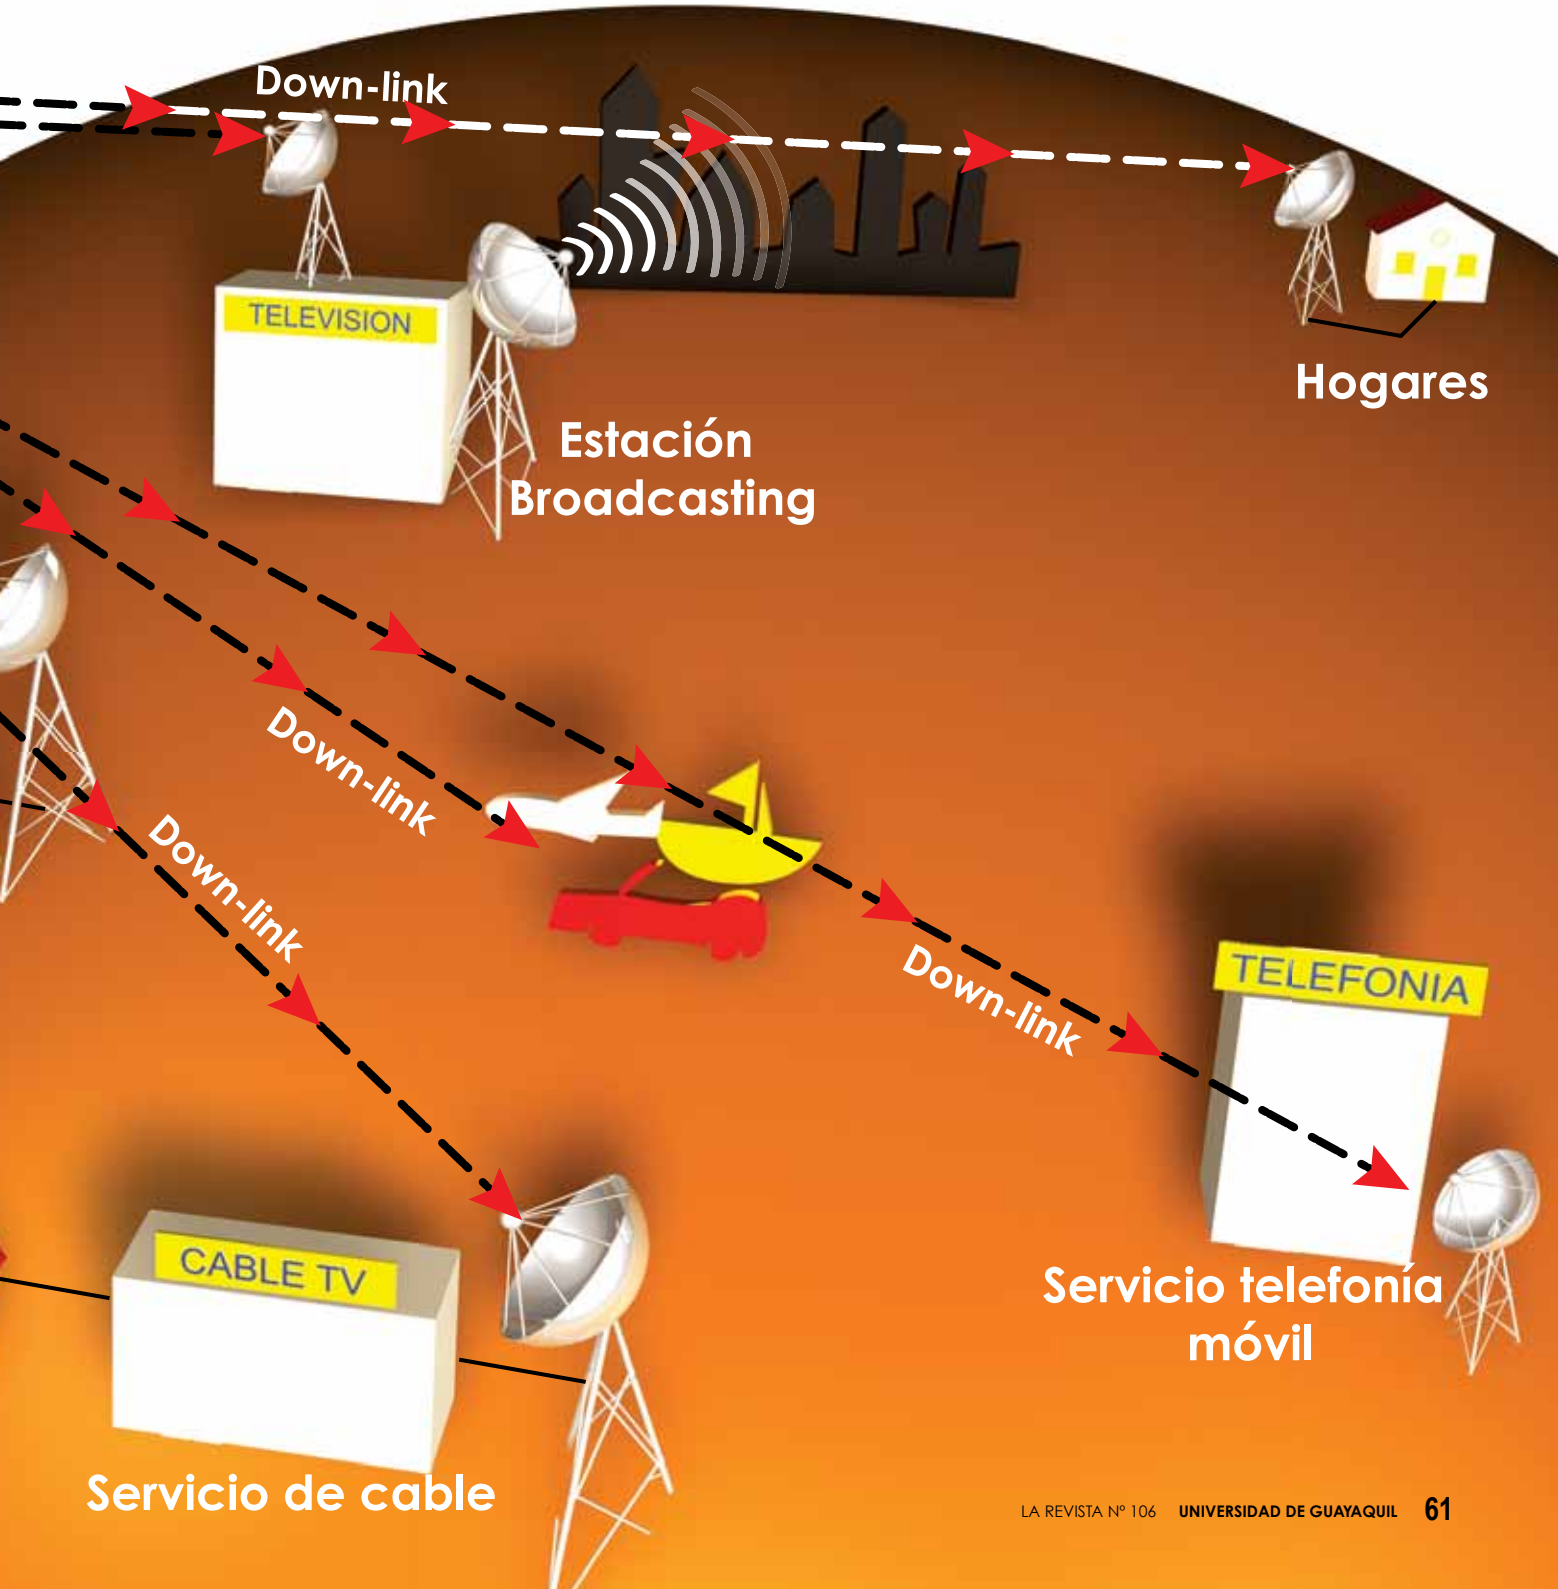 Down-link
TELEVISION
Hogares
Estación
Broadcasting
Down-link
Down-link
Down-link
TELEFONIA
CABLE TV
Servicio telefonía
móvil
Servicio de cable
LA REVISTA Nº 106 UNIVERSIDAD DE GUAYAQUIL 61